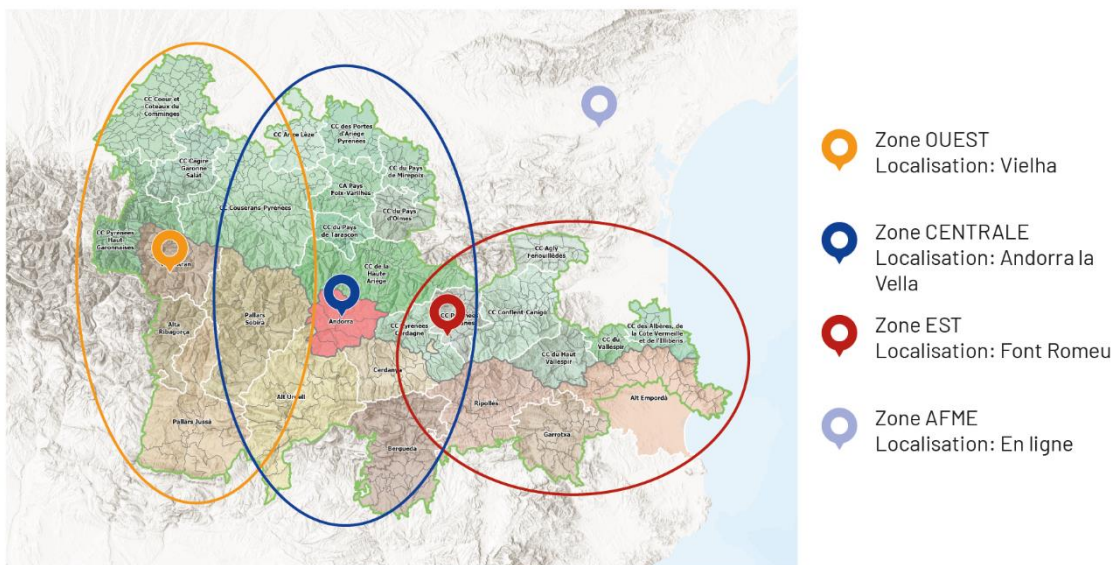 CC Coeur et
Coteaux du
Comminges
CC Cagire
Garonne
Salat
CC Pyrénées
Haut
Garonnaises
CC Couserans-Pyrénées
CC Arize Lèze
CC des Portes
d'Ariège
Pyrénées
CC du Pays
de Mirepoix
CA Pays
Foix-Varilhes
CC du Pays
d'Olmes
CC du Pays
de Tarascon
CC de la
Haute
Ariège
Alta
Ribagorça
Pallars
Sobirà
Pallars Jussà
Andorra
Alt Urgell
Cerdanya
Berguedà
CC Pyrénées
Cerdagne
CC Agly
Fenouillèdes
CC Conflent-Canigó
CC du Haut
Vallespir
CC du
Vallespir
CC des Albères, de
la Côte Vermeille
et de l'Illibéris
Ripollès
Garrotxa
Alt Empordà
Zone OUEST
Localisation: Vielha
Zone CENTRALE
Localisation: Andorra la
Vella
Zone EST
Localisation: Font Romeu
Zone AFME
Localisation: En ligne